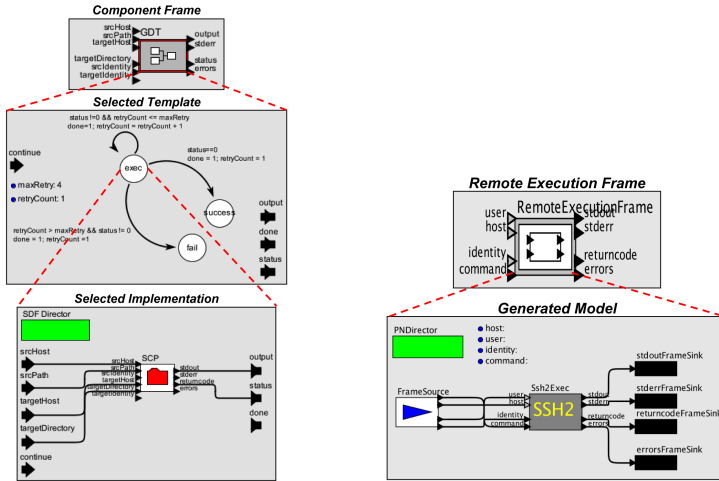 Component Frame
srcHost
srcPath
targetHost
targetDirectory
srcIdentity
targetIdentity
GDT
output
stderr
status
errors
Selected Template
status !=0 && retryCount <= maxRetry
done=1; retryCount = retryCount + 1
continue
maxRetry: 4
retryCount: 1
exec
status==0
done = 1; retryCount = 1
success
fail
retryCount > maxRetry && status != 0
done = 1; retryCount =1
output
done
status
Selected Implementation
SDF Director
srcHost
srcPath
targetHost
targetDirectory
continue
srcHost
srcPath
srcIdentity
targetHost
targetDirectory
targetIdentity
SCP
stdout
stderr
returncode
errors
output
status
done
Remote Execution Frame
RemoteExecutionFrame
user
host
identity
command
stdout
stderr
returncode
errors
Generated Model
PNDirector
host:
user:
identity:
command:
FrameSource
user
host
identity
command
Ssh2Exec
SSH2
stdout
stderr
returncode
errors
stdoutFrameSink
stderrFrameSink
returncodeFrameSink
errorsFrameSink